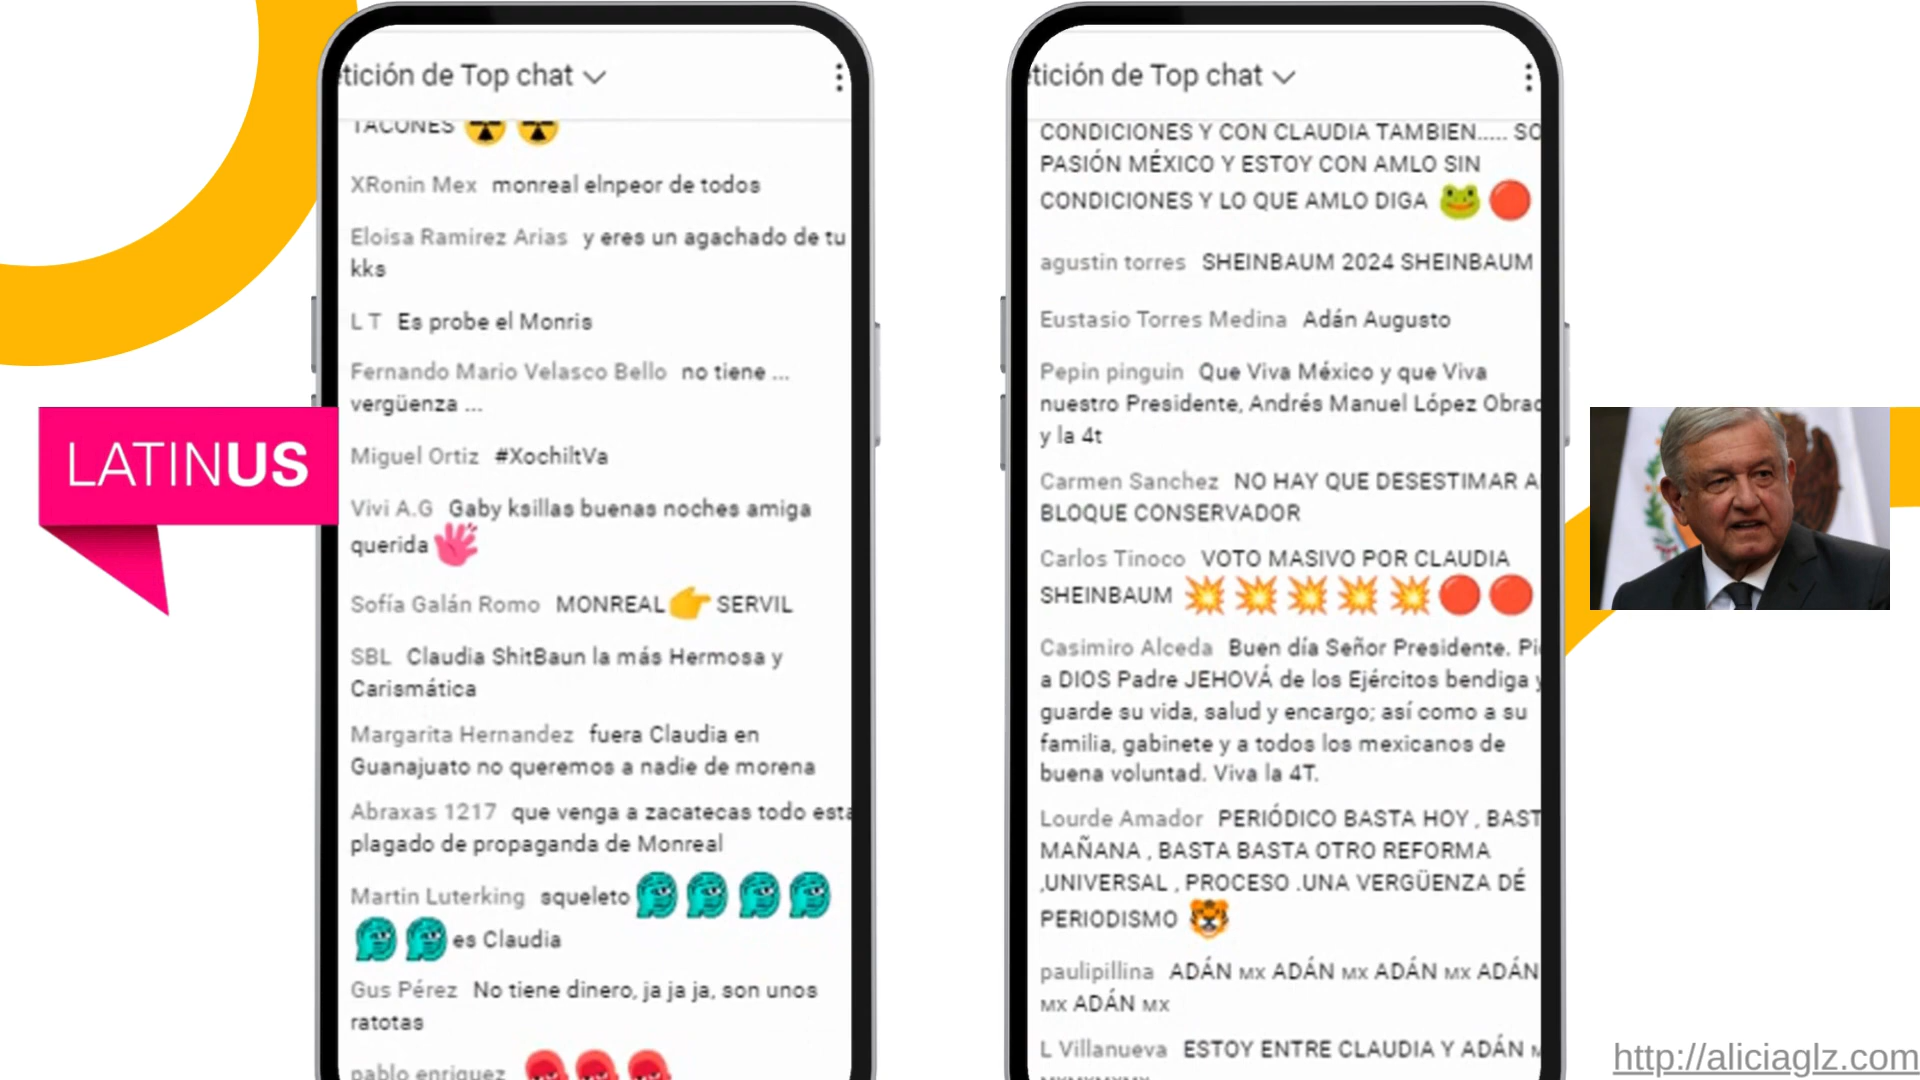 LATINUS
etición de Top chat
TACONES
XRonin Mex monreal elnpeor de todos
Eloisa Ramirez Arias y eres un agachado de tu
kks
L T Es probe el Monris
Fernando Mario Velasco Bello no tiene ...
vergüenza ...
Miguel Ortiz #XochiltVa
Vivi A.G Gaby ksillas buenas noches amiga
querida
Sofía Galán Romo MONREAL 👉 SERVIL
SBL Claudia ShitBaun la más Hermosa y
Carismática
Margarita Hernandez fuera Claudia en
Guanajuato no queremos a nadie de morena
Abraxas 1217 que venga a zacatecas todo esta
plagado de propaganda de Monreal
Martin Luterking squeleto
es Claudia
Gus Pérez No tiene dinero, ja ja ja, son unos
ratotas
pablo enriquez
etición de Top chat
CONDICIONES Y CON CLAUDIA TAMBIEN..... SO
PASIÓN MÉXICO Y ESTOY CON AMLO SIN
CONDICIONES Y LO QUE AMLO DIGA 🐸 🔴
agustin torres SHEINBAUM 2024 SHEINBAUM
Eustasio Torres Medina Adán Augusto
Pepin pinguin Que Viva México y que Viva
nuestro Presidente, Andrés Manuel López Obrad
y la 4t
Carmen Sanchez NO HAY QUE DESESTIMAR A
BLOQUE CONSERVADOR
Carlos Tinoco VOTO MASIVO POR CLAUDIA
SHEINBAUM 💥 💥 💥 💥 💥 🔴 🔴
Casimiro Alceda Buen día Señor Presidente. Pi
a DIOS Padre JEHOVÁ de los Ejércitos bendiga y
guarde su vida, salud y encargo; así como a su
familia, gabinete y a todos los mexicanos de
buena voluntad. Viva la 4T.
Lourde Amador PERIÓDICO BASTA HOY , BAST
MAÑANA , BASTA BASTA OTRO REFORMA
,UNIVERSAL , PROCESO .UNA VERGÜENZA DÉ
PERIODISMO 🐯
paulipillina ADÁN MX ADÁN MX ADÁN MX ADÁN
MX ADÁN MX
L Villanueva ESTOY ENTRE CLAUDIA Y ADÁN
http://aliciaglz.com